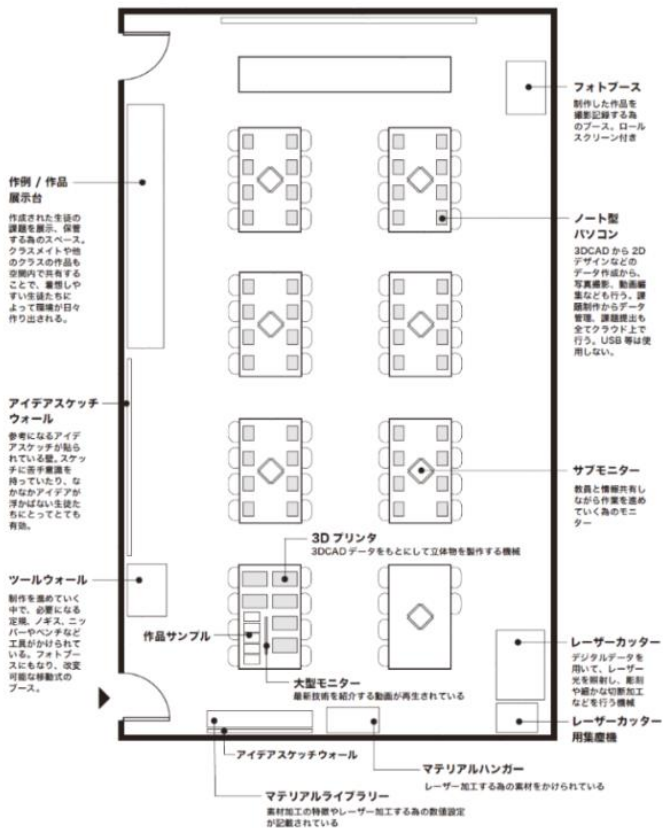 フォトブース
制作した作品を
撮影記録する為
のブース。ロール
スクリーン付き
作例 / 作品
展示台
作成された生徒の
課題を展示、保管
する為のスペース。
クラスメイトや他
のクラスの作品も
空間内で共有する
ことで、着想しや
すい生徒たちに
よって環境が日々
作り出される。
ノート型
パソコン
3DCAD から 2D
デザインなどの
データ作成から、
写真撮影、動画編
集なども行う。課
題制作からデータ
管理、課題提出も
全てクラウド上で
行う。USB 等は使
用しない。
アイデアスケッチ
ウォール
参考になるアイデ
アスケッチが貼ら
れている壁。スケッ
チに苦手意識を
持っていたり、な
かなかアイデアが
浮かばない生徒た
ちにとってとても
有効。
サブモニター
教員と情報共有し
ながら作業を進め
ていく為のモニ
ター
3D プリンタ
3DCADデータをもとにして立体物を製作する機械
ツールウォール
制作を進めていく
中で、必要になる
定規、ノギス、ニッ
パーやペンチなど
工具がかけられて
いる。フォトブー
スにもなり、改変
可能な移動式の
ブース。
作品サンプル
大型モニター
最新技術を紹介する動画が再生されている
レーザーカッター
デジタルデータを
用いて、レーザー
光を照射し、彫刻
や細かな切断加工
などを行う機械
レーザーカッター
用集塵機
アイデアスケッチウォール
マテリアルハンガー
レーザー加工する為の素材をかけられている
マテリアルライブラリー
素材加工の特徴やレーザー加工する為の数値設定
が記載されている